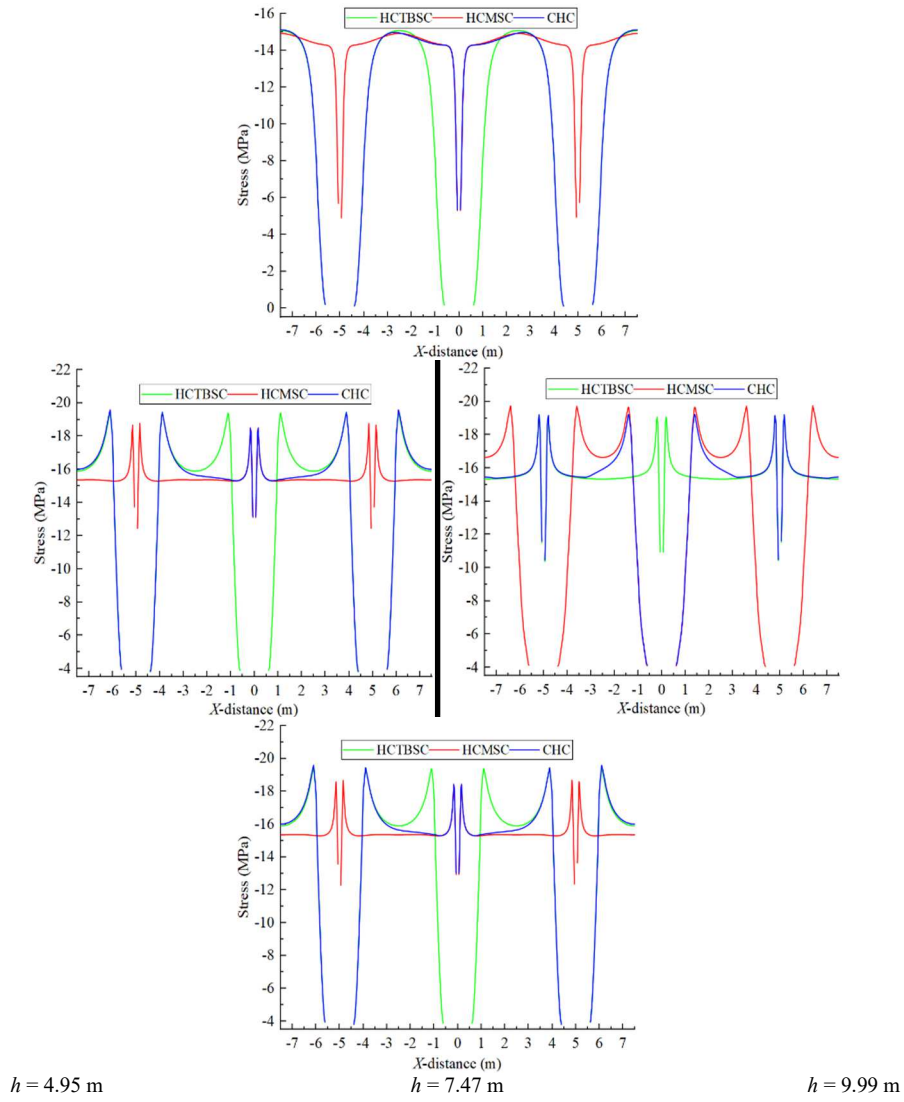 HCTBSC HCMSC CHC
-16
-14
-12
-10
-8
-6
-4
-2
0
Stress (MPa)
-7 -6 -5 -4 -3 -2 -1 0 1 2 3 4 5 6 7
X-distance (m)
HCTBSC HCMSC CHC
-22
-20
-18
-16
-14
-12
-10
-8
-6
-4
Stress (MPa)
-7 -6 -5 -4 -3 -2 -1 0 1 2 3 4 5 6 7
X-distance (m)
HCTBSC HCMSC CHC
-22
-20
-18
-16
-14
-12
-10
-8
-6
-4
Stress (MPa)
-7 -6 -5 -4 -3 -2 -1 0 1 2 3 4 5 6 7
X-distance (m)
HCTBSC HCMSC CHC
-22
-20
-18
-16
-14
-12
-10
-8
-6
-4
Stress (MPa)
-7 -6 -5 -4 -3 -2 -1 0 1 2 3 4 5 6 7
X-distance (m)
h = 4.95 m h = 7.47 m h = 9.99 m